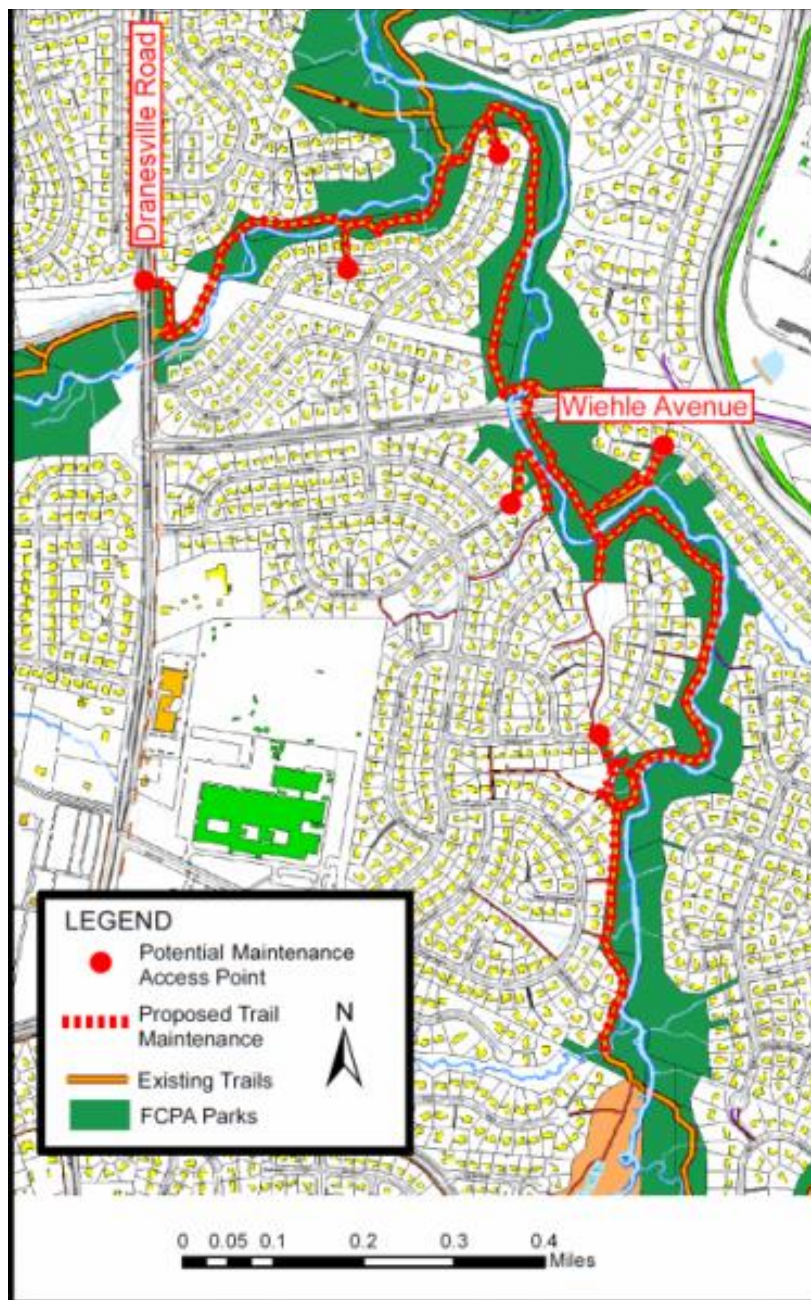 Dranesville Road
Wiehle Avenue
LEGEND
Potential Maintenance
Access Point
Proposed Trail
Maintenance
Existing Trails
FCPA Parks
N
0 0.05 0.1 0.2 0.3 0.4
Miles